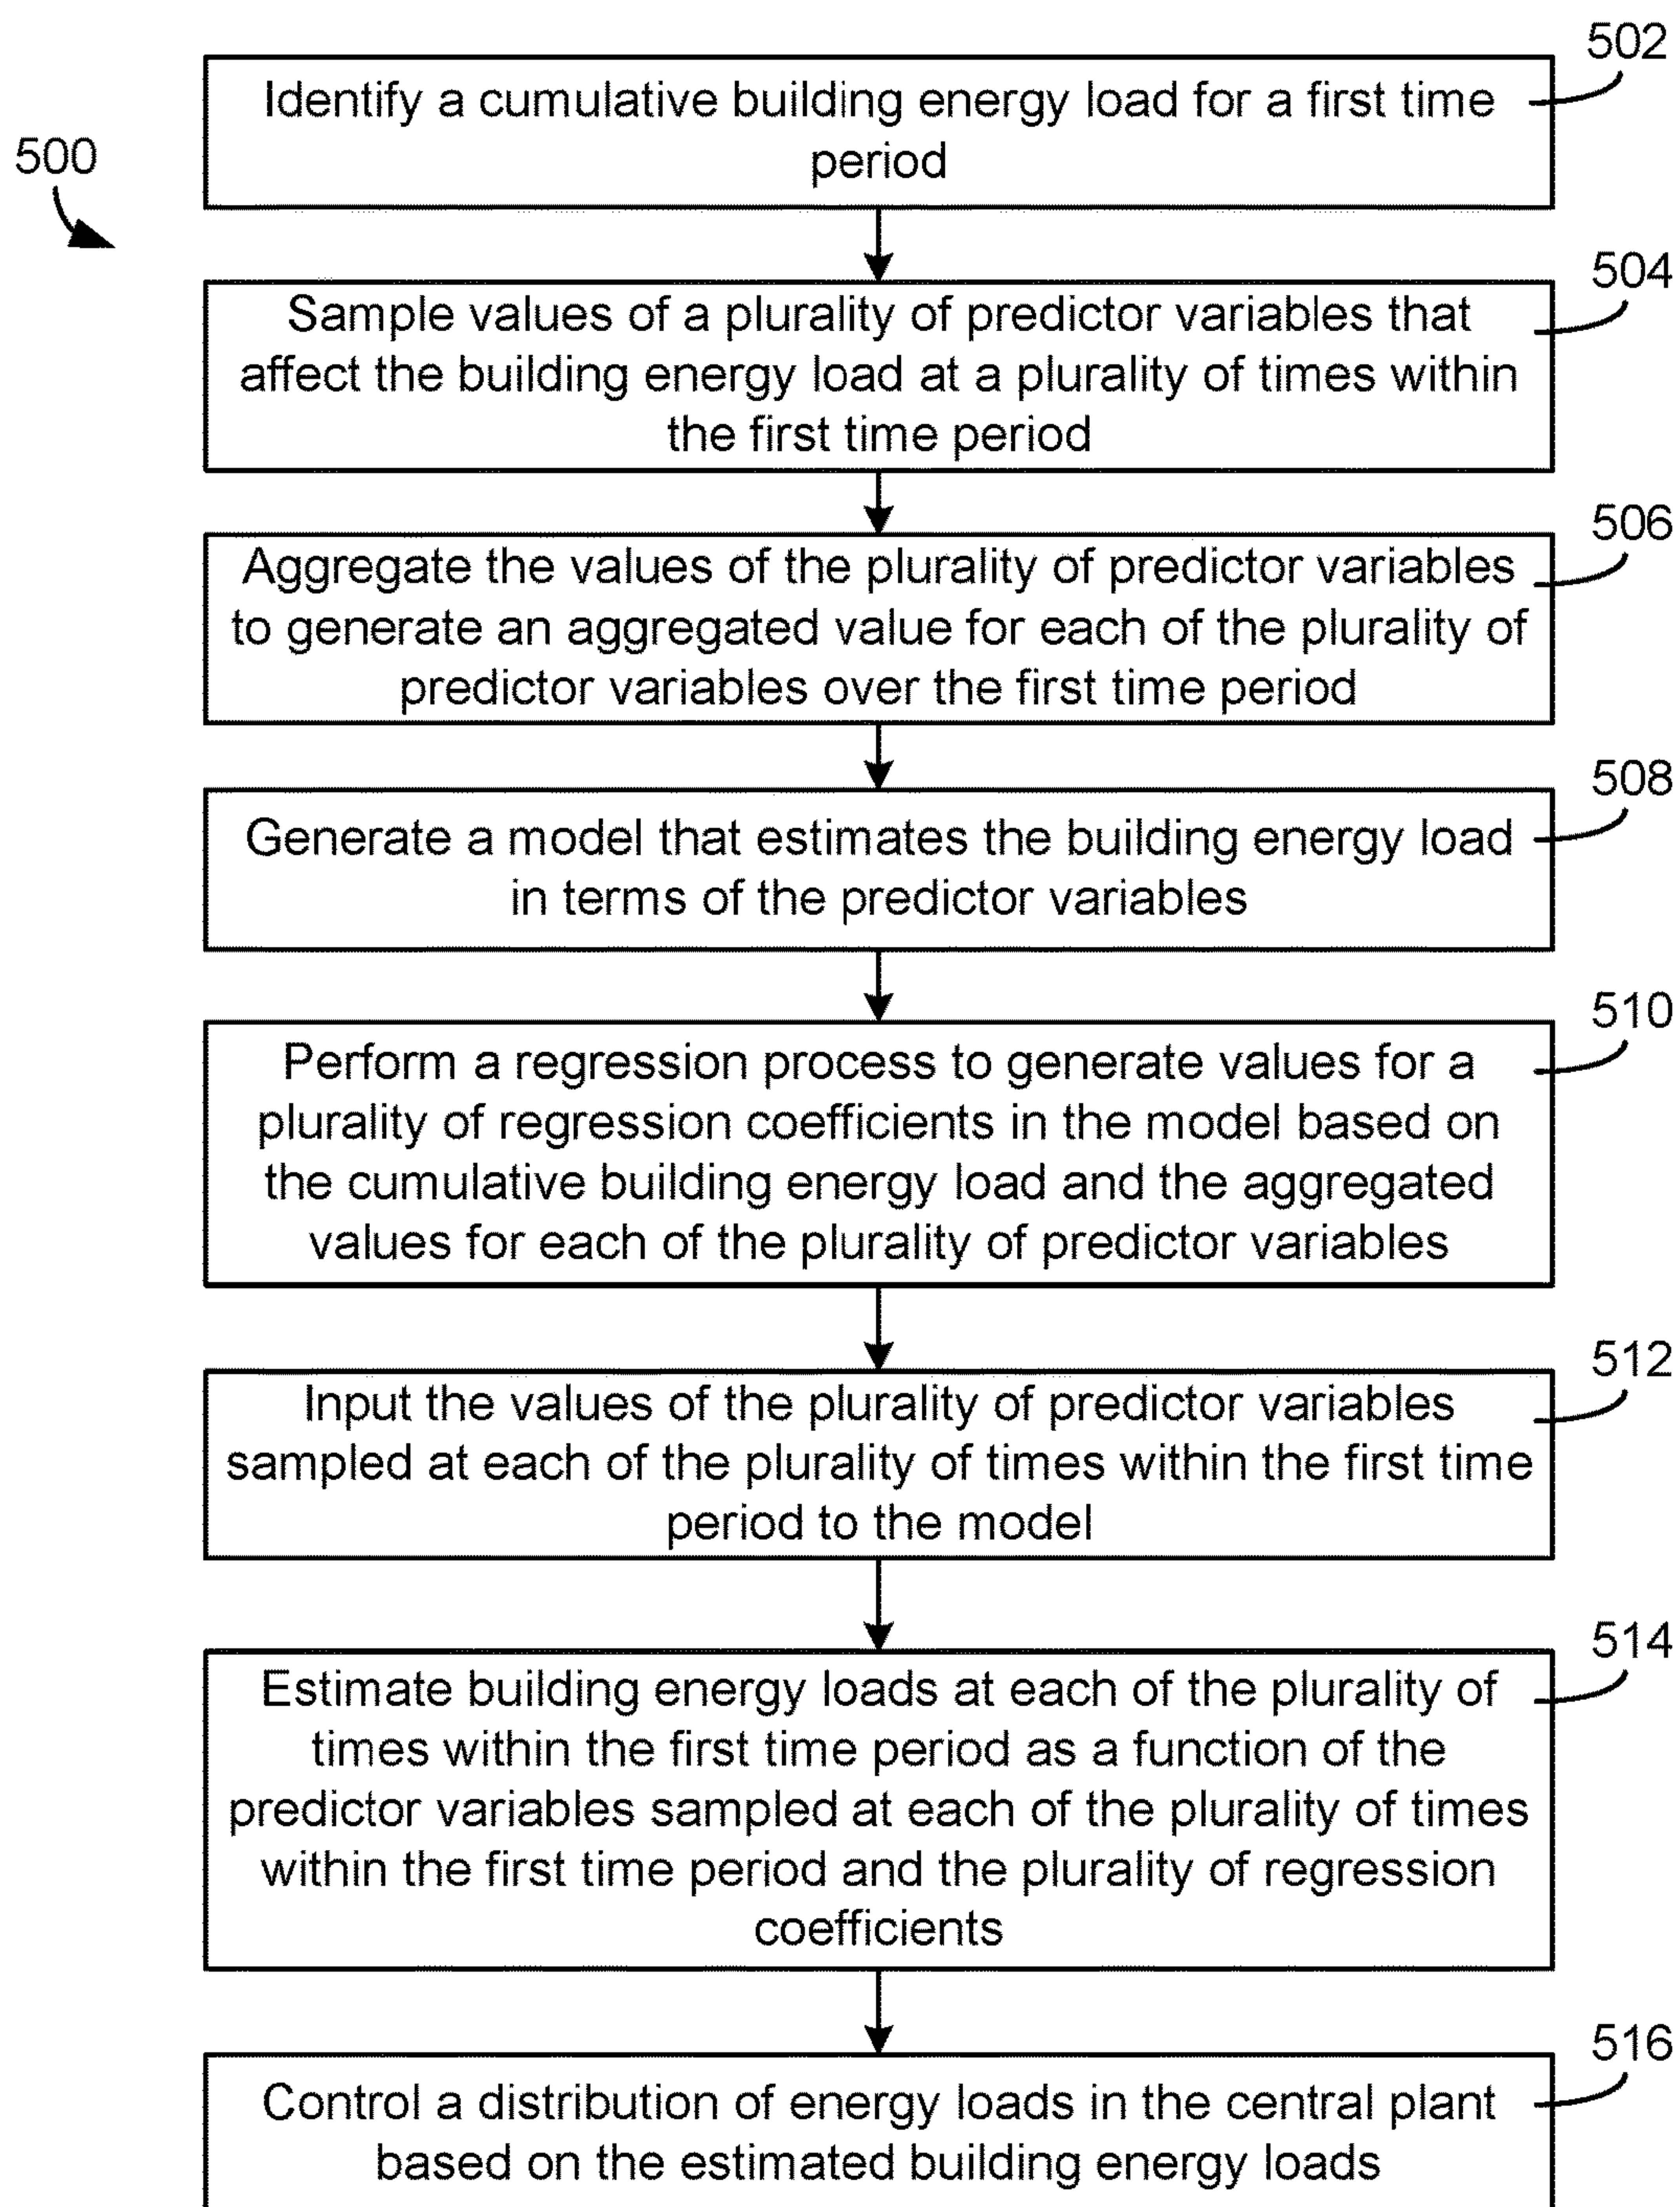 500
502
Identify a cumulative building energy load for a first time
period
504
Sample values of a plurality of predictor variables that
affect the building energy load at a plurality of times within
the first time period
506
Aggregate the values of the plurality of predictor variables
to generate an aggregated value for each of the plurality of
predictor variables over the first time period
508
Generate a model that estimates the building energy load
in terms of the predictor variables
510
Perform a regression process to generate values for a
plurality of regression coefficients in the model based on
the cumulative building energy load and the aggregated
values for each of the plurality of predictor variables
512
Input the values of the plurality of predictor variables
sampled at each of the plurality of times within the first time
period to the model
514
Estimate building energy loads at each of the plurality of
times within the first time period as a function of the
predictor variables sampled at each of the plurality of times
within the first time period and the plurality of regression
coefficients
516
Control a distribution of energy loads in the central plant
based on the estimated building energy loads